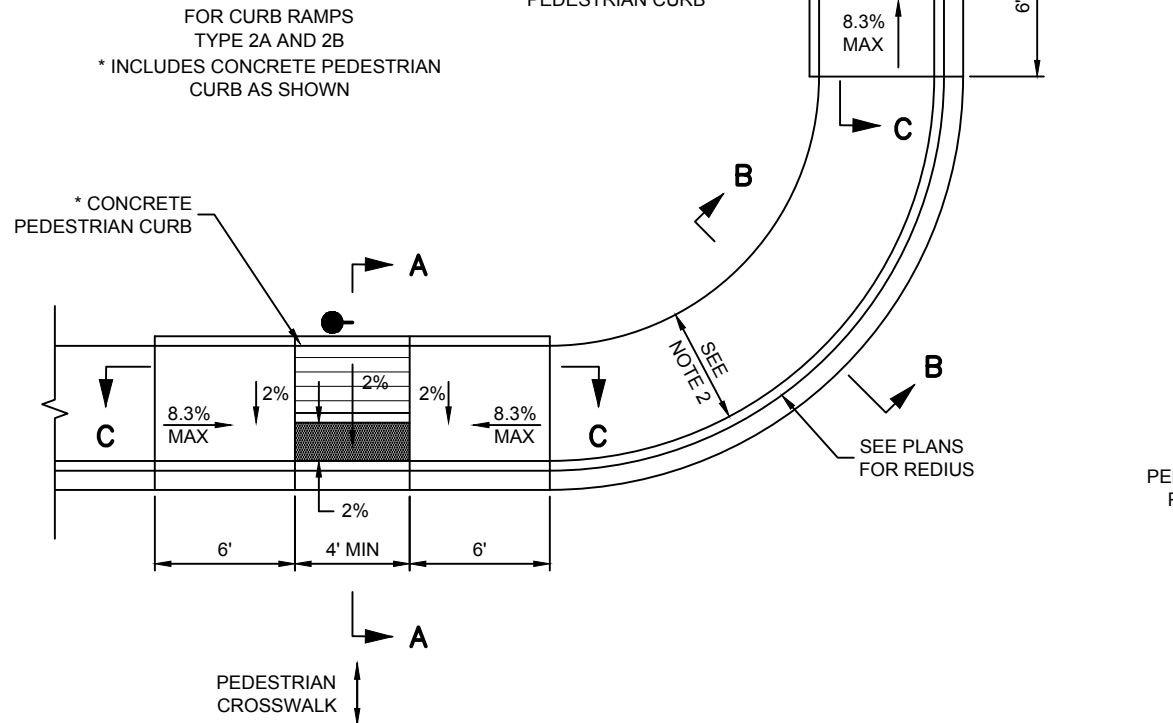 FOR CURB RAMPS
TYPE 2A AND 2B
* INCLUDES CONCRETE PEDESTRIAN
CURB AS SHOWN
PEDESTRIAN CURB
8.3%
MAX
6'
C
B
* CONCRETE
PEDESTRIAN CURB
A
SEE
NOTE 2
B
C
8.3%
MAX
2%
2%
2%
8.3%
MAX
C
SEE PLANS
FOR REDIUS
2%
6'
4' MIN
6'
A
PEDESTRIAN
CROSSWALK